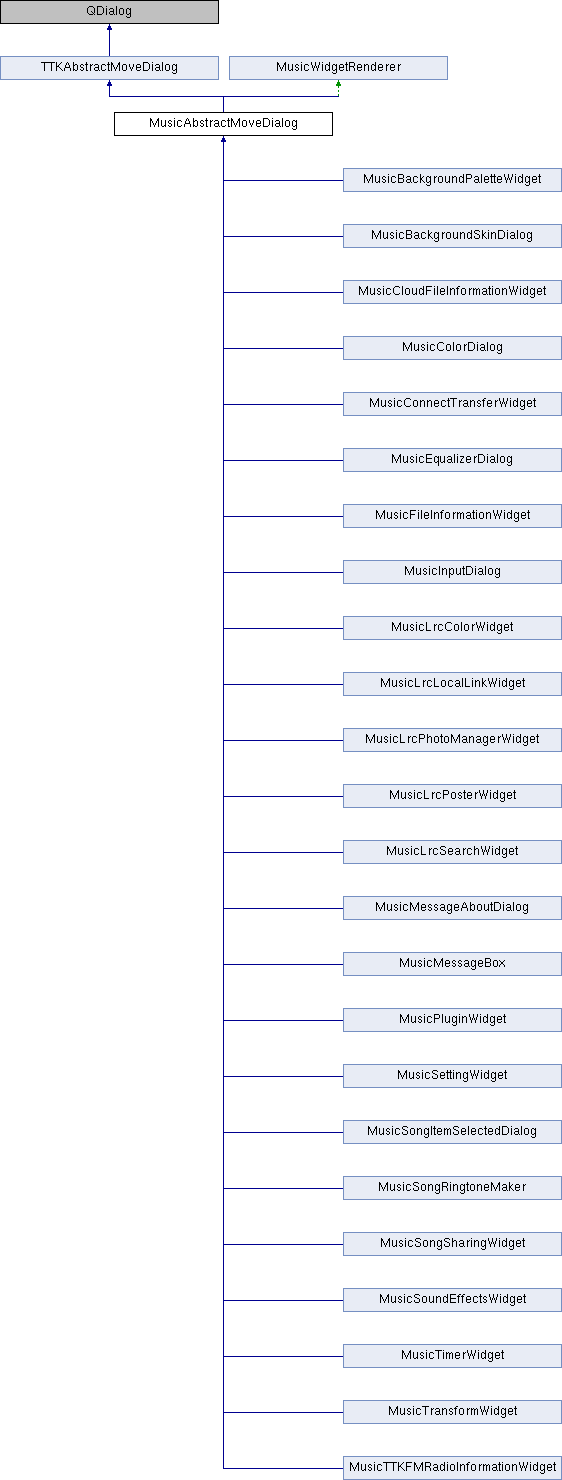 QDialog
TTKAbstractMoveDialog
MusicWidgetRenderer
MusicAbstractMoveDialog
MusicBackgroundPaletteWidget
MusicBackgroundSkinDialog
MusicCloudFileInformationWidget
MusicColorDialog
MusicConnectTransferWidget
MusicEqualizerDialog
MusicFileInformationWidget
MusicInputDialog
MusicLrcColorWidget
MusicLrcLocalLinkWidget
MusicLrcPhotoManagerWidget
MusicLrcPosterWidget
MusicLrcSearchWidget
MusicMessageAboutDialog
MusicMessageBox
MusicPluginWidget
MusicSettingWidget
MusicSongItemSelectedDialog
MusicSongRingtoneMaker
MusicSongSharingWidget
MusicSoundEffectsWidget
MusicTimerWidget
MusicTransformWidget
MusicTTKFMRadioInformationWidget